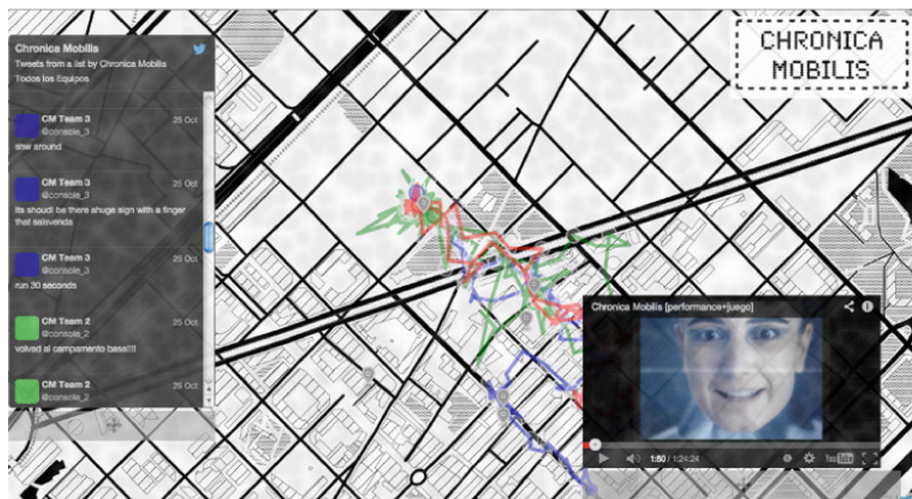 Chronica Mobilis
Tweets from a list by Chronica Mobilis
Todos los Equipos
CM Team 3
25 Oct
@console_3
shw around
CM Team 3
25 Oct
@console_3
Its shoudl be there ahuge sign with a finger
that saisvenda
CM Team 3
25 Oct
@console_3
run 30 seconds
CM Team 2
25 Oct
@console_2
volved al campamento base!!!!
CM Team 2
25 Oct
@console_2
CHRONICA
MOBILIS
Chronica Mobilis [performance+juego]
1:50 / 1:24:24
YouTube